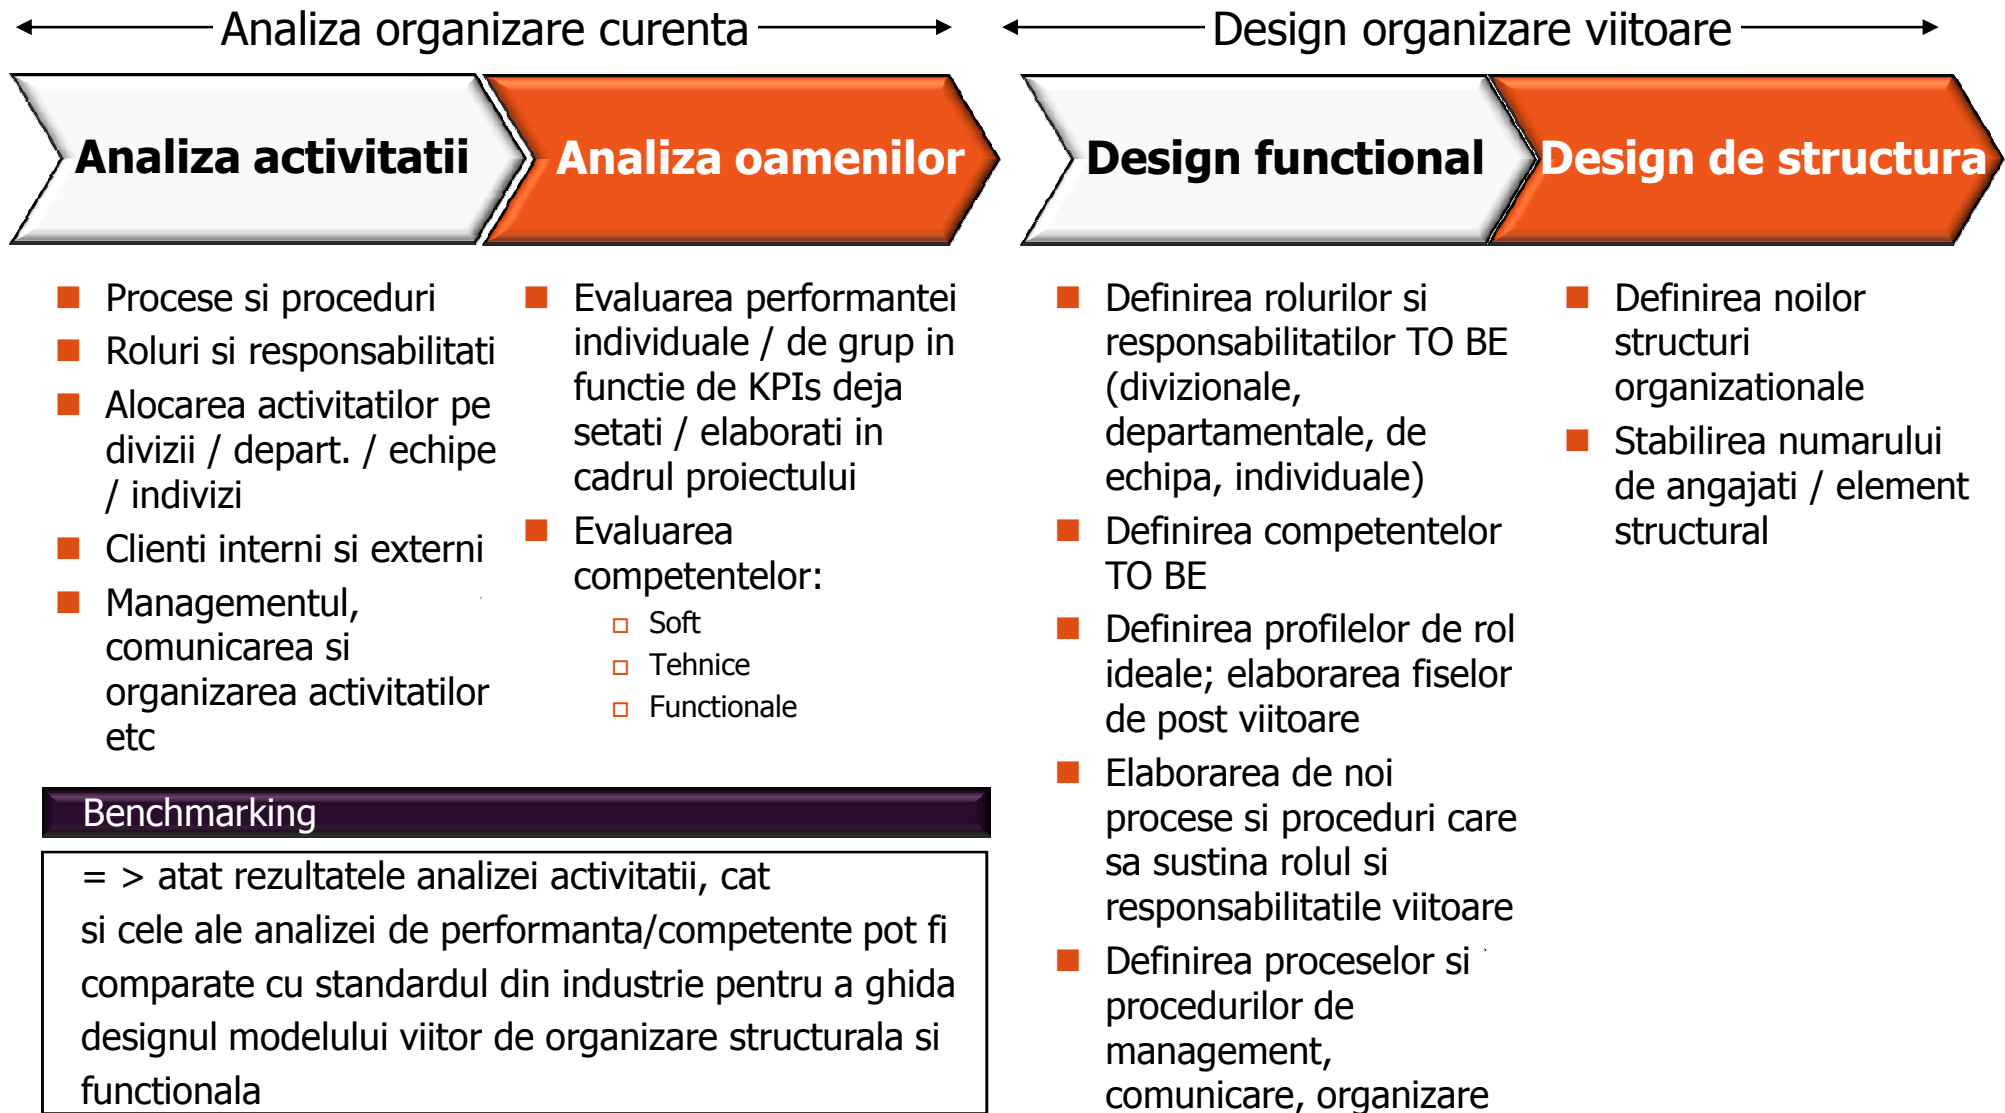 Analiza organizare curenta
Design organizare viitoare
Analiza activitatii
Analiza oamenilor
Design functional
Design de structura
Procese si proceduri
Roluri si responsabilitati
Alocarea activitatilor pe
divizii / depart. / echipe
/ indivizi
Clienti interni si externi
Managementul,
comunicarea si
organizarea activitatilor
etc
Evaluarea performantei
individuale / de grup in
functie de KPIs deja
setati / elaborati in
cadrul proiectului
Evaluarea
competentelor:
Soft
Tehnice
Functionale
Benchmarking
= > atat rezultatele analizei activitatii, cat
si cele ale analizei de performanta/competente pot fi
comparate cu standardul din industrie pentru a ghida
designul modelului viitor de organizare structurala si
functionala
Definirea rolurilor si
responsabilitatilor TO BE
(divizionale,
departamentale, de
echipa, individuale)
Definirea competentelor
TO BE
Definirea profilelor de rol
ideale; elaborarea fiselor
de post viitoare
Elaborarea de noi
procese si proceduri care
sa sustina rolul si
responsabilitatile viitoare
Definirea proceselor si
procedurilor de
management,
comunicare, organizare
Definirea noilor
structuri
organizationale
Stabilirea numarului
de angajati / element
structural